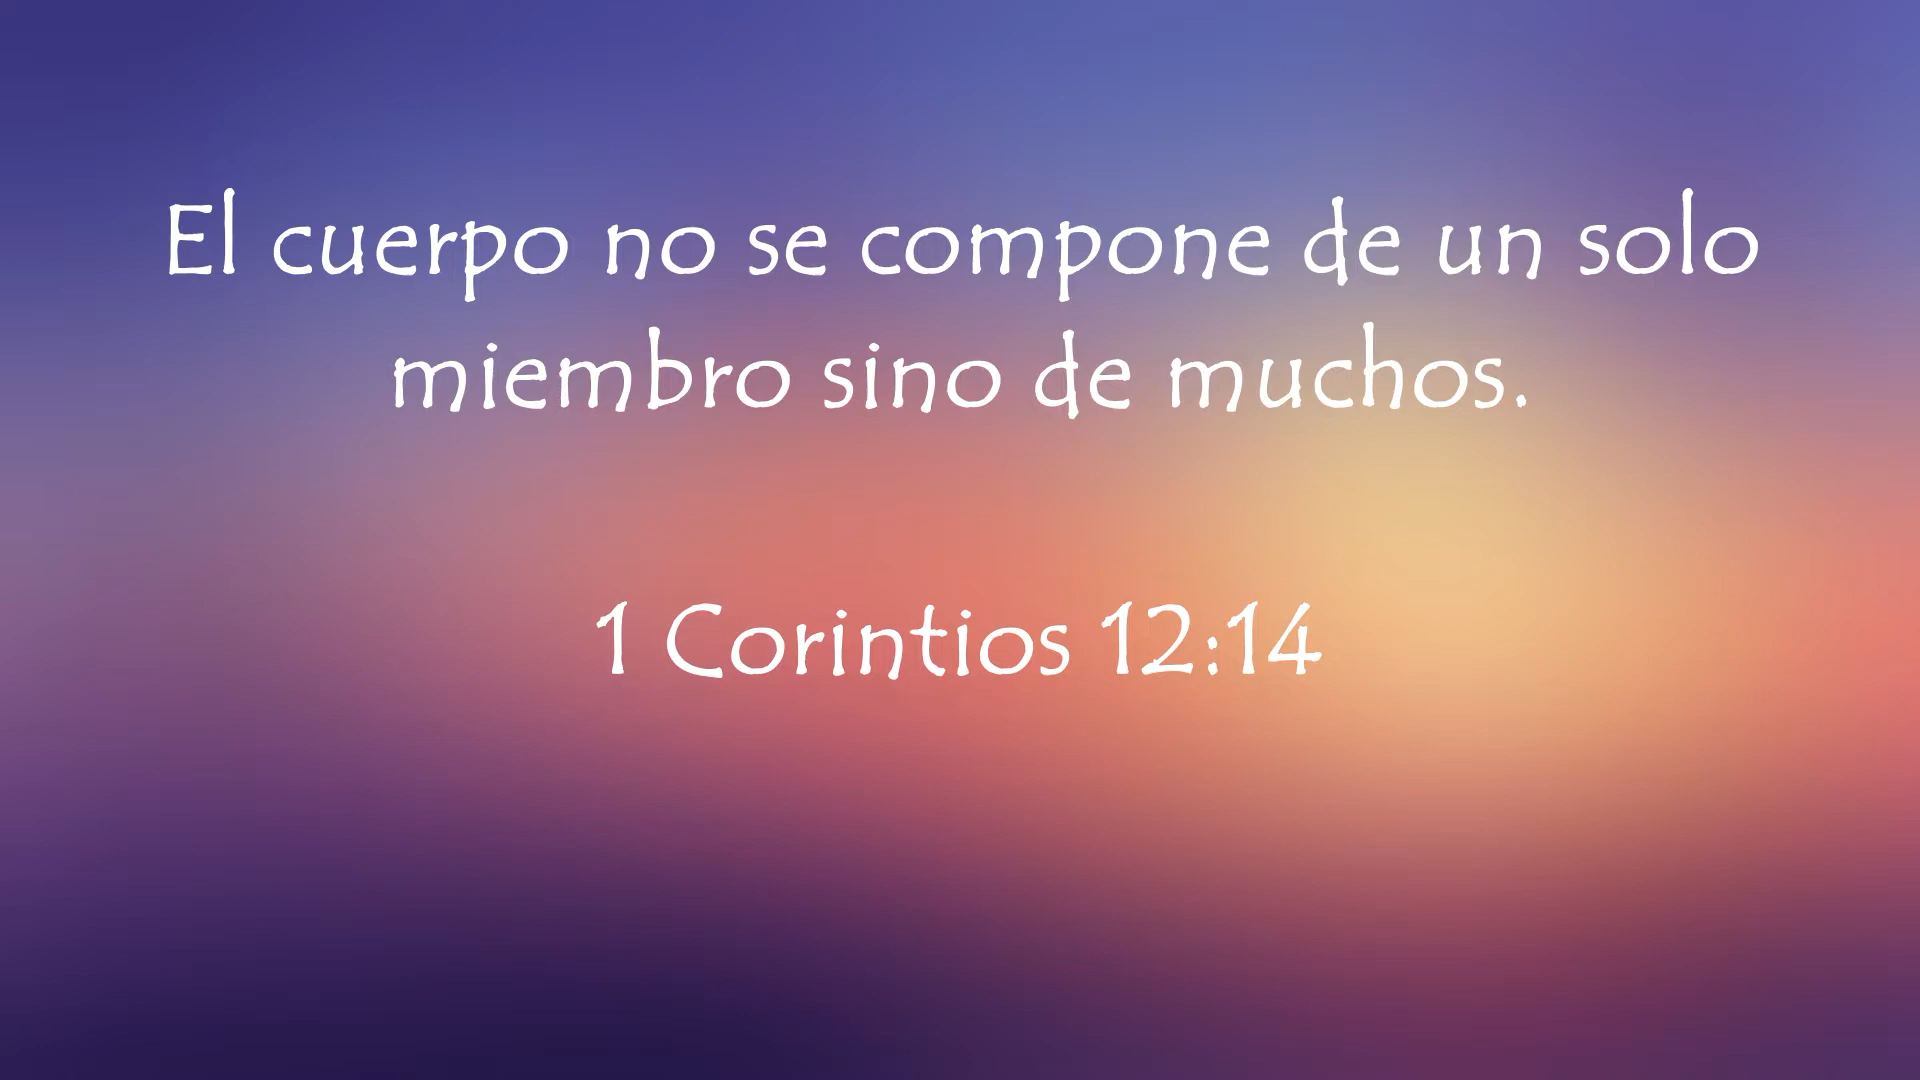 El cuerpo no se compone de un solo
miembro sino de muchos.
1 Corintios 12:14